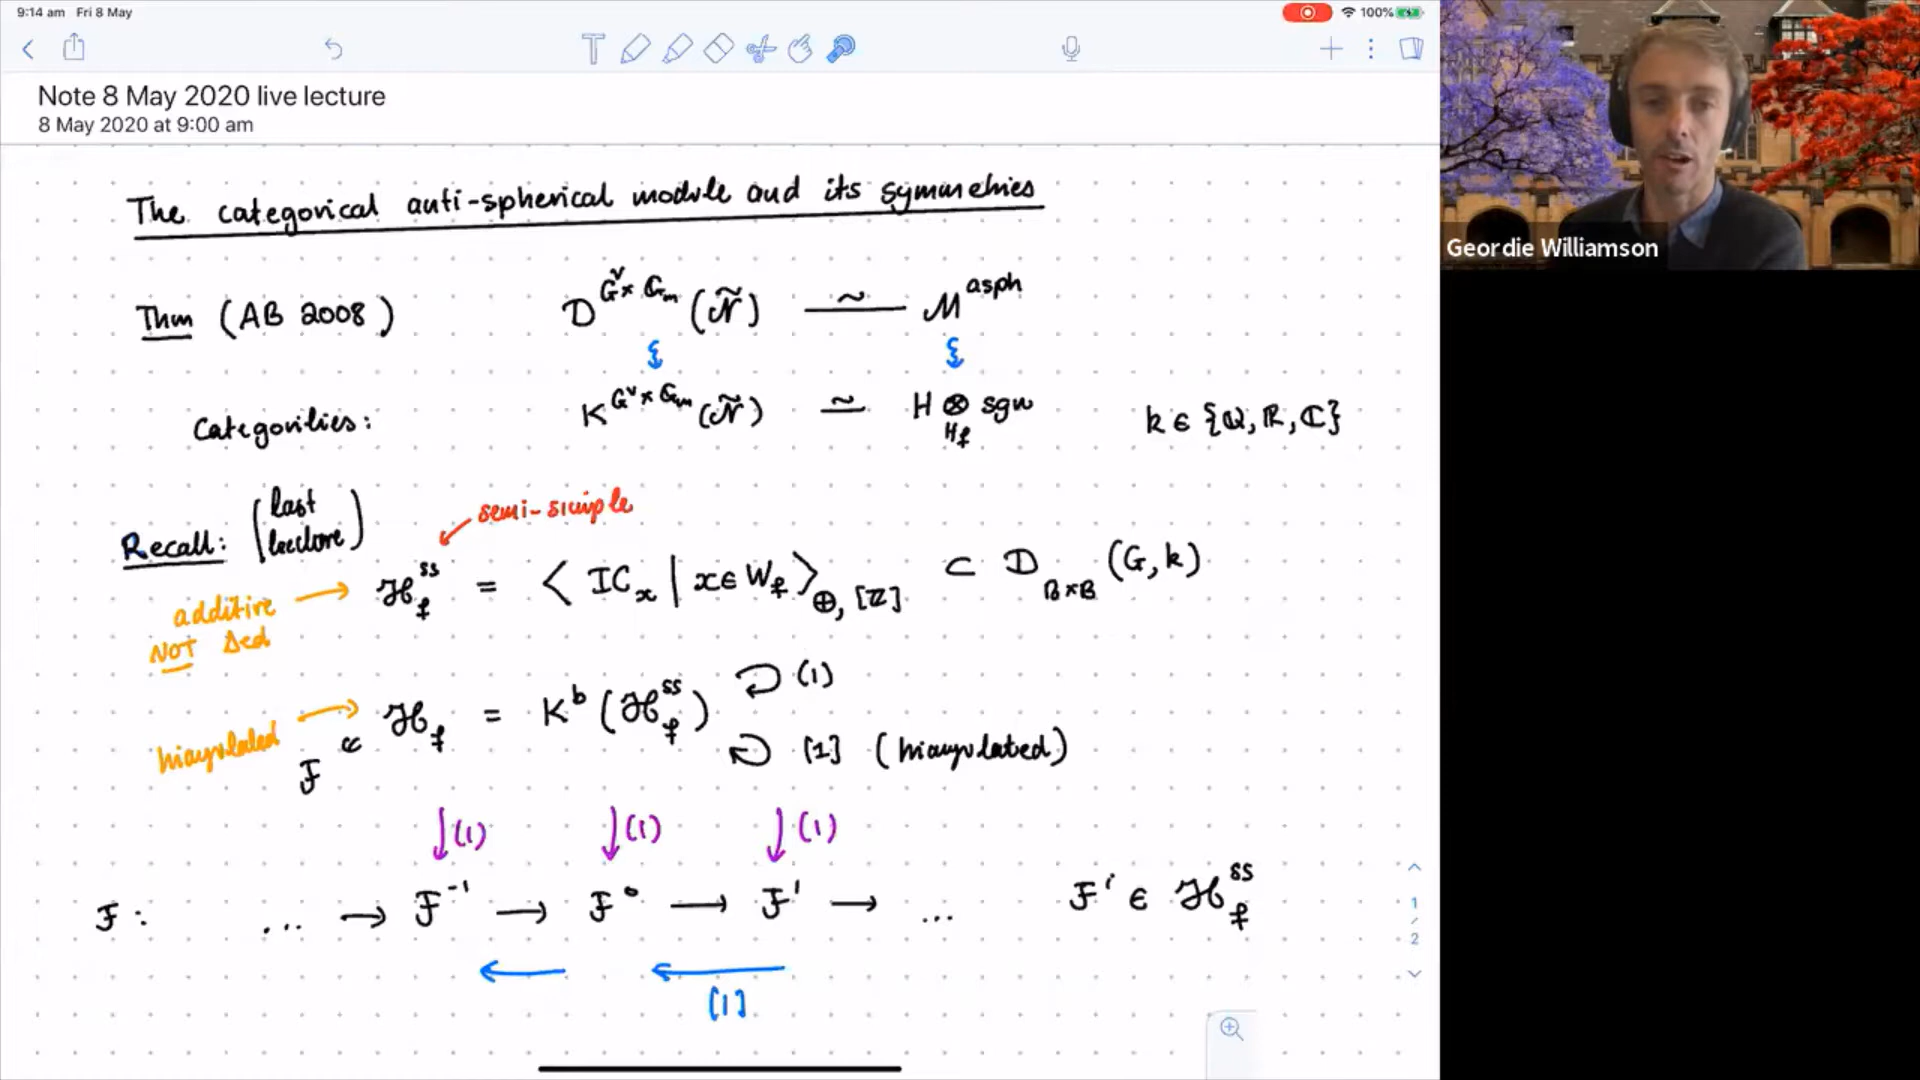 9:14 am Fri 8 May
100%
Note 8 May 2020 live lecture
8 May 2020 at 9:00 am
Geordie Williamson
The categorical anti-spherical module and its symmetries
Thm (AB 2008) D^{G^∨ × G_m}(Ñ) ~ M^{asph}
Categorifies: K^{G^∨ × G_m}(Ñ) ≃ H ⊗_{H_f} sgn k ∈ {Q, R, C}
Recall: (last lecture)
semi-simple
H_f^{ss} = ⟨ IC_x | x ∈ W_f ⟩_{⊕, [Z]} ⊂ D_{B×B}(G, k)
additive
NOT Δed
H_f = K^b(H_f^{ss}) (1)
[1] (triangulated)
triangulated
F ∈
↓(1) ↓(1) ↓(1)
F: ... → F^{-1} → F^0 → F^1 → ... F^i ∈ H_f^{ss}
[1]
1
/
2